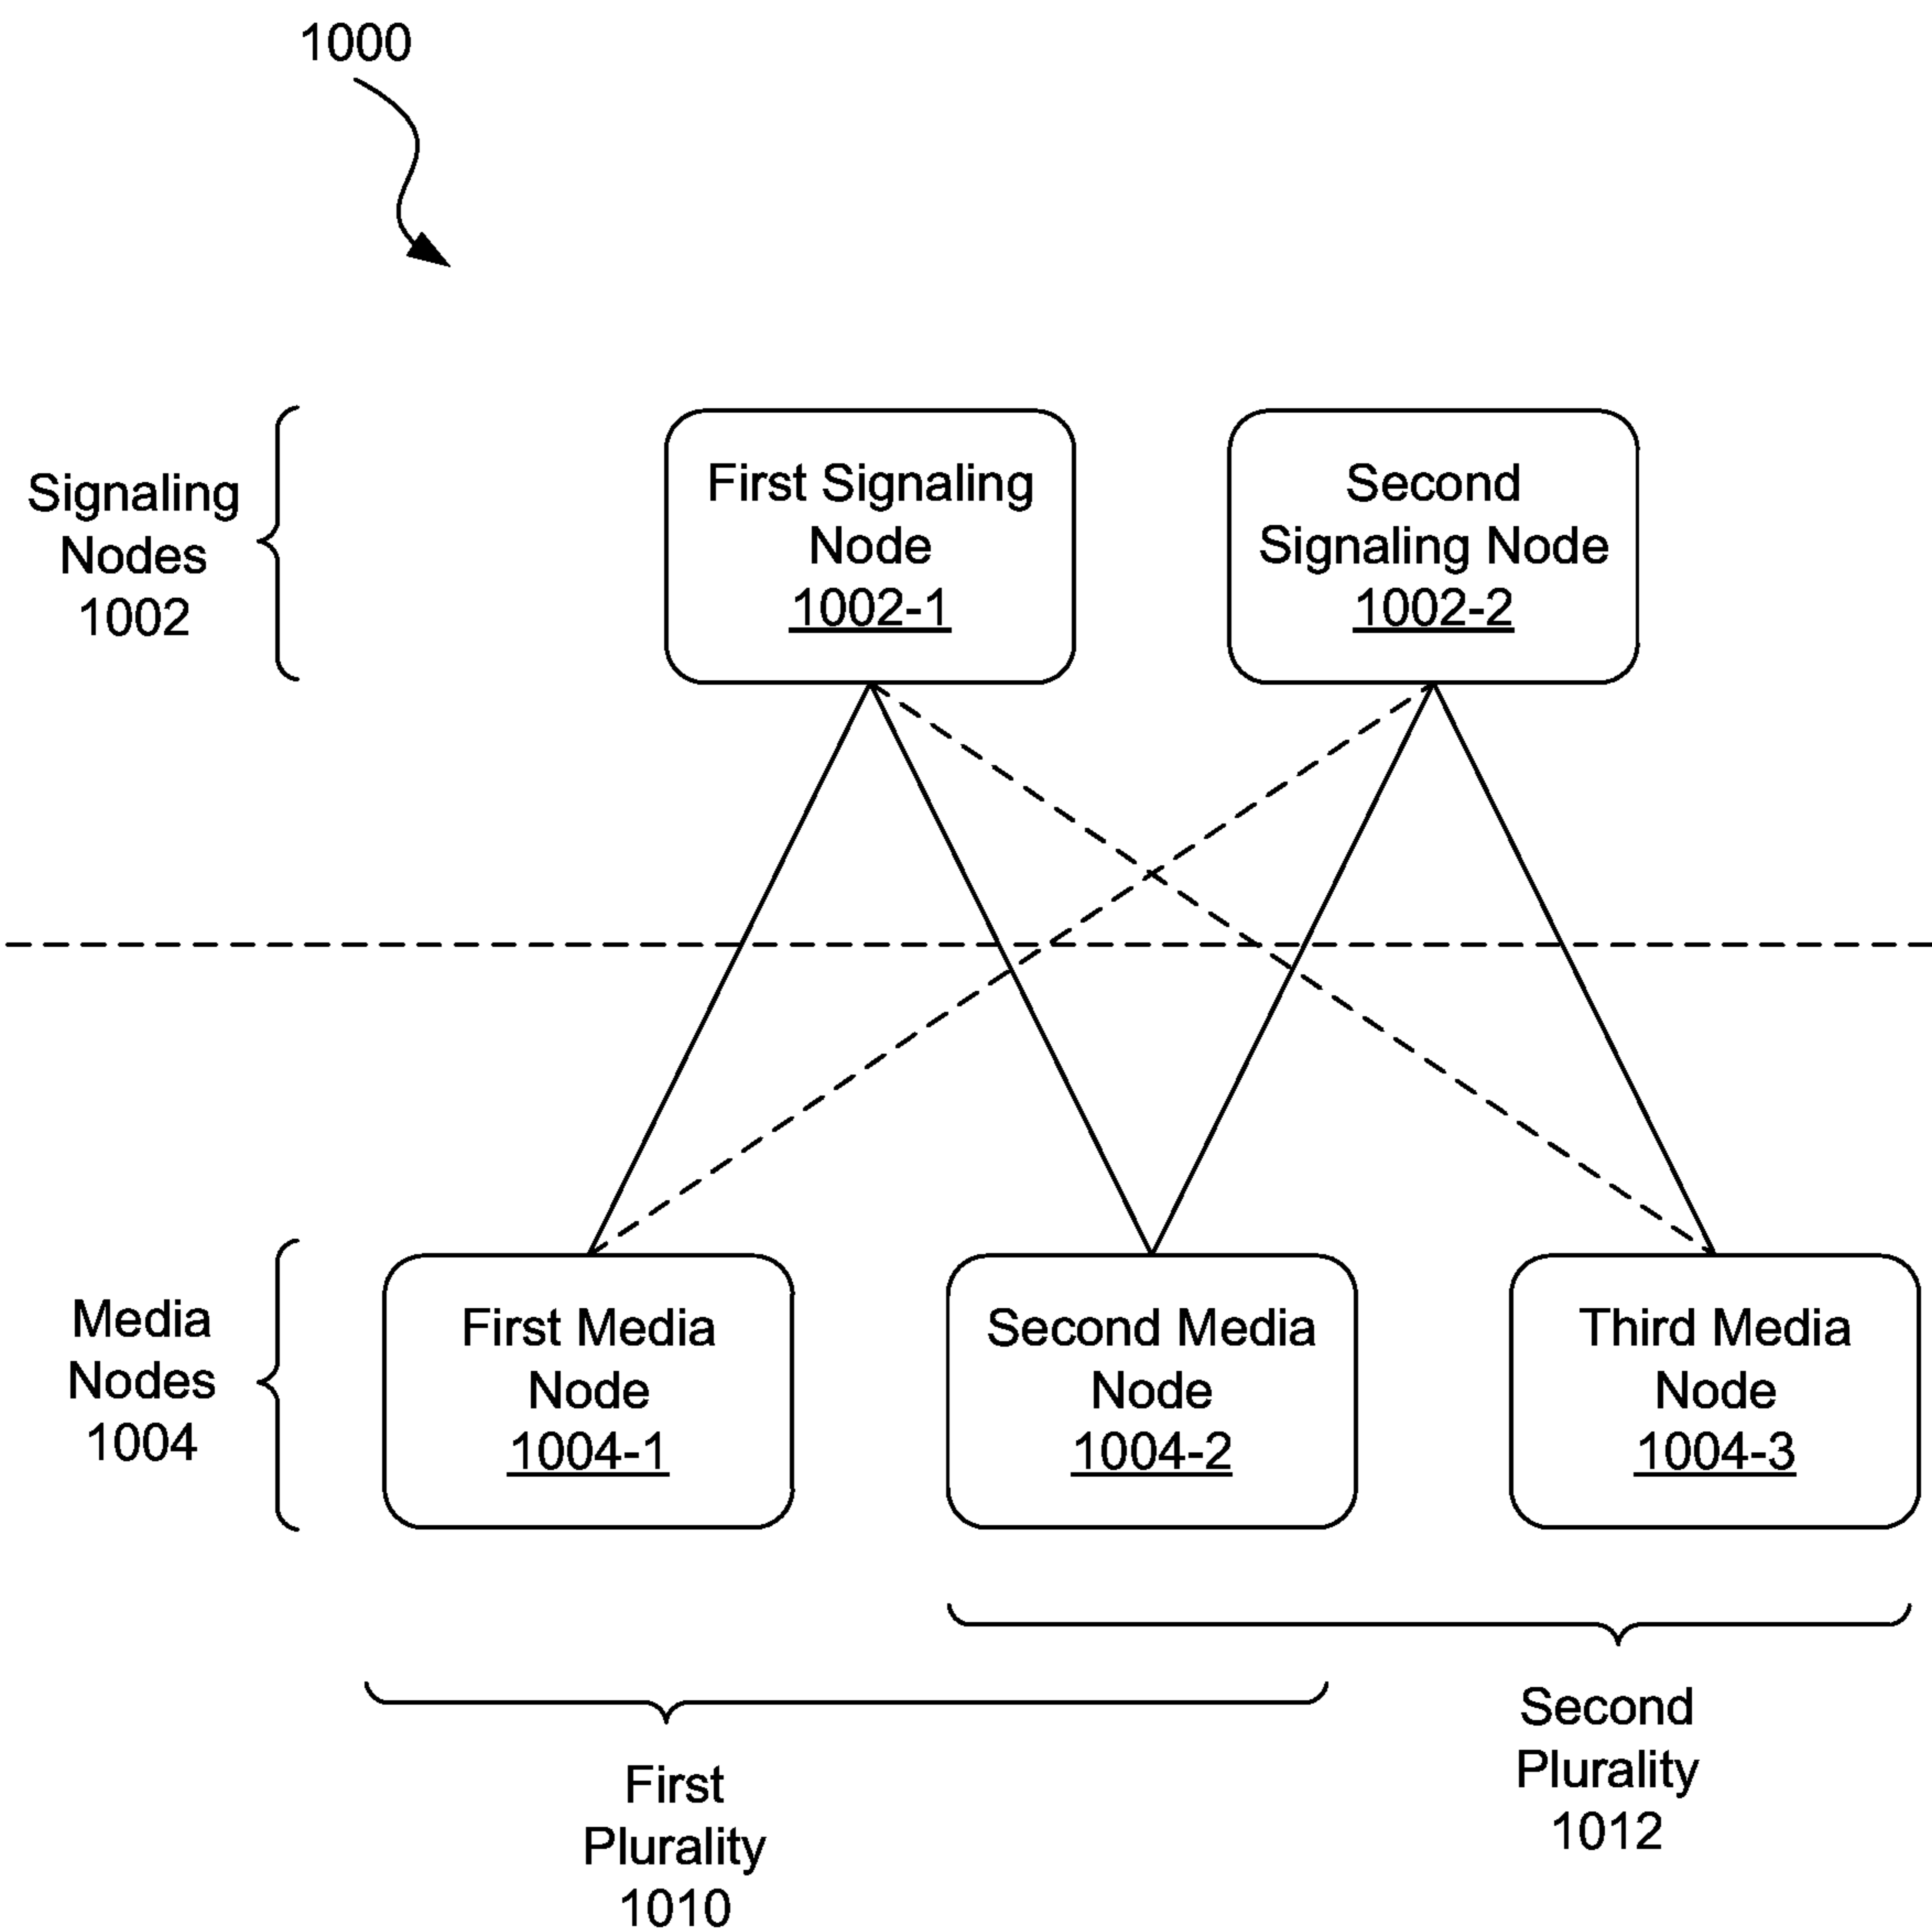 1000
Signaling
Nodes
1002
First Signaling
Node
1002-1
Second
Signaling Node
1002-2
Media
Nodes
1004
First Media
Node
1004-1
Second Media
Node
1004-2
Third Media
Node
1004-3
First
Plurality
1010
Second
Plurality
1012